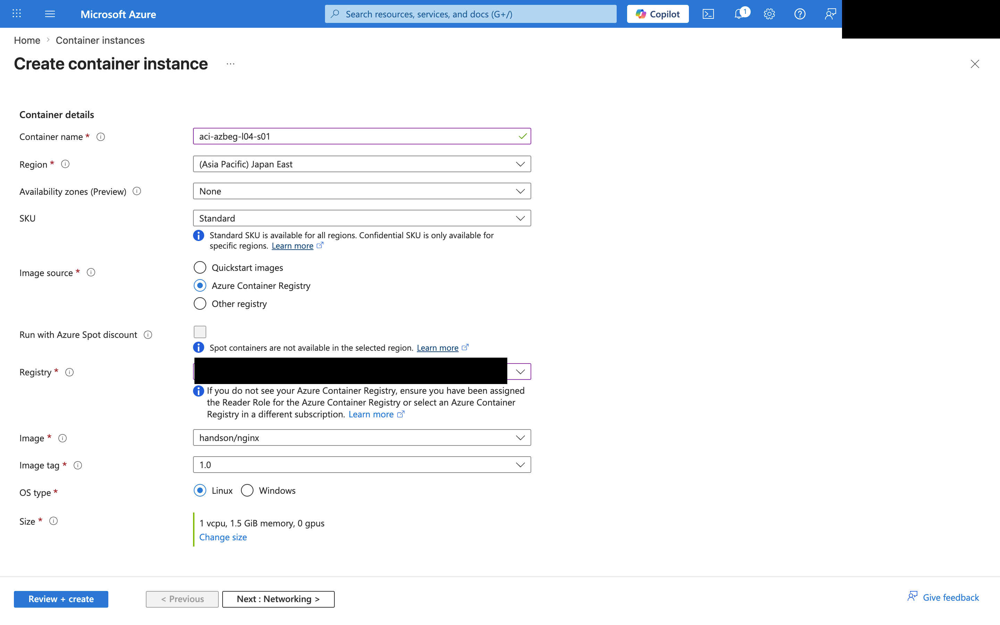 Microsoft Azure
Search resources, services, and docs (G+/)
Copilot
1
Home > Container instances
Create container instance ...
Container details
Container name *
aci-azbeg-l04-s01
Region *
(Asia Pacific) Japan East
Availability zones (Preview)
None
SKU
Standard
Standard SKU is available for all regions. Confidential SKU is only available for
specific regions. Learn more
Image source *
Quickstart images
Azure Container Registry
Other registry
Run with Azure Spot discount
Spot containers are not available in the selected region. Learn more
Registry *
If you do not see your Azure Container Registry, ensure you have been assigned
the Reader Role for the Azure Container Registry or select an Azure Container
Registry in a different subscription. Learn more
Image *
handson/nginx
Image tag *
1.0
OS type *
Linux
Windows
Size *
1 vcpu, 1.5 GiB memory, 0 gpus
Change size
Review + create
< Previous
Next : Networking >
Give feedback